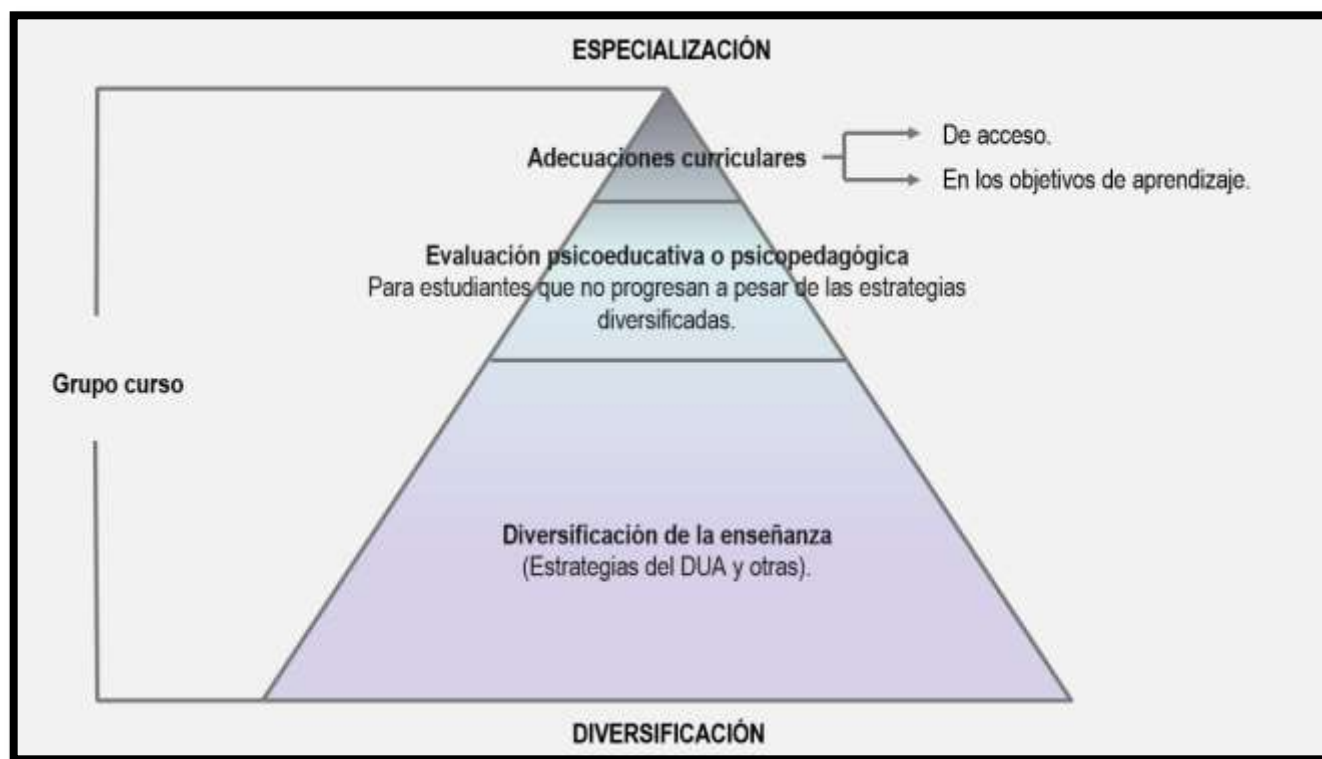 ESPECIALIZACIÓN
Adecuaciones curriculares
De acceso.
En los objetivos de aprendizaje.
Evaluación psicoeducativa o psicopedagógica
Para estudiantes que no progresan a pesar de las estrategias
diversificadas.
Grupo curso
Diversificación de la enseñanza
(Estrategias del DUA y otras).
DIVERSIFICACIÓN